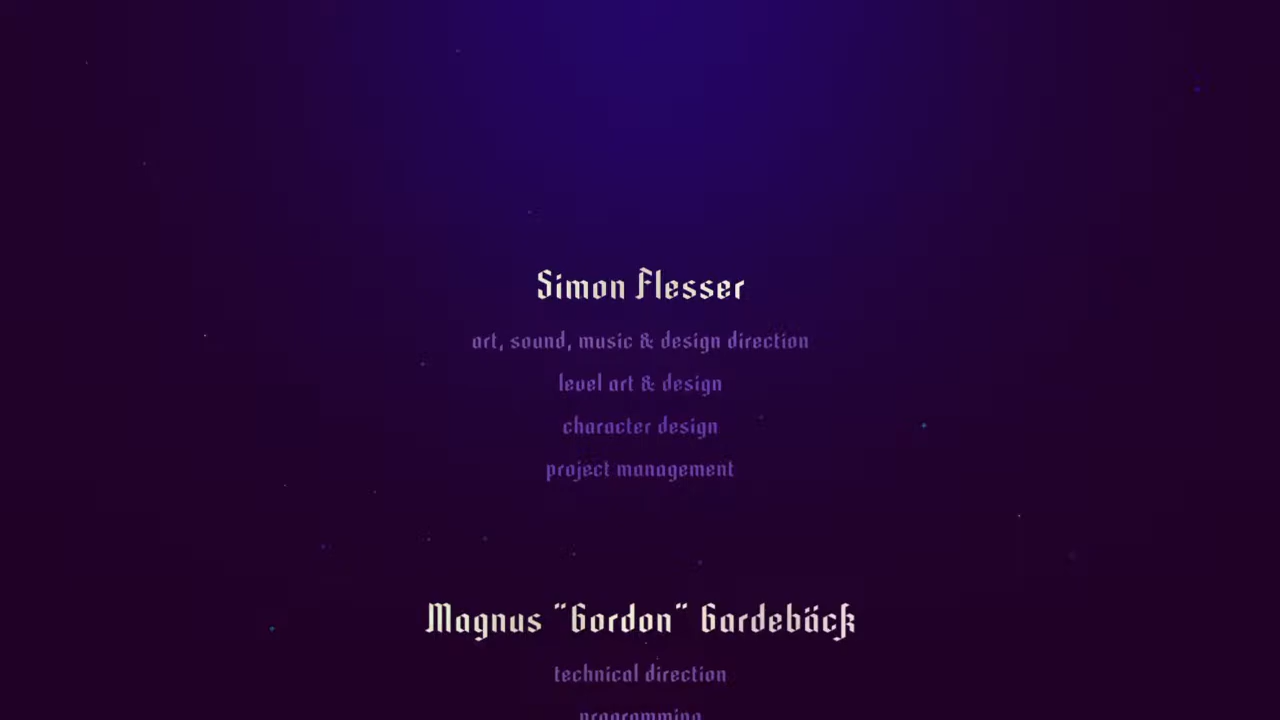 Simon Flesser
art, sound, music & design direction
level art & design
character design
project management
Magnus "Gordon" Gardebäck
technical direction
programming